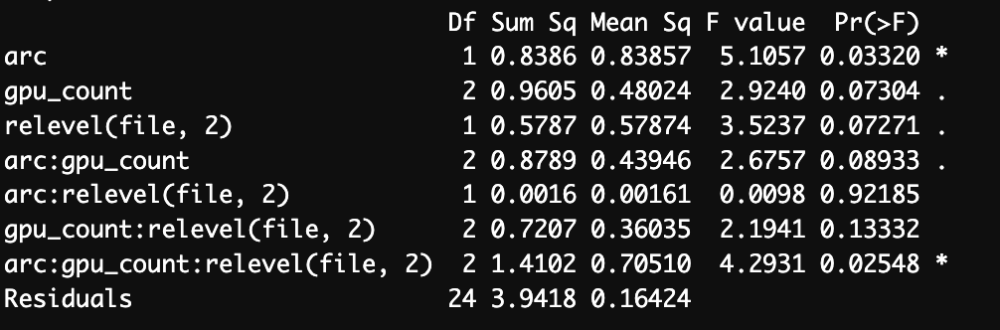 Df Sum Sq Mean Sq F value Pr(>F)
arc 1 0.8386 0.83857 5.1057 0.03320 *
gpu_count 2 0.9605 0.48024 2.9240 0.07304 .
relevel(file, 2) 1 0.5787 0.57874 3.5237 0.07271 .
arc:gpu_count 2 0.8789 0.43946 2.6757 0.08933 .
arc:relevel(file, 2) 1 0.0016 0.00161 0.0098 0.92185
gpu_count:relevel(file, 2) 2 0.7207 0.36035 2.1941 0.13332
arc:gpu_count:relevel(file, 2) 2 1.4102 0.70510 4.2931 0.02548 *
Residuals 24 3.9418 0.16424